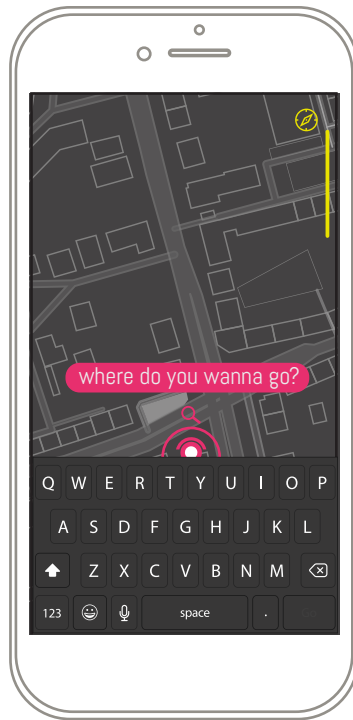 where do you wanna go?
Q W E R T Y U I O P
A S D F G H J K L
Z X C V B N M
123 space .